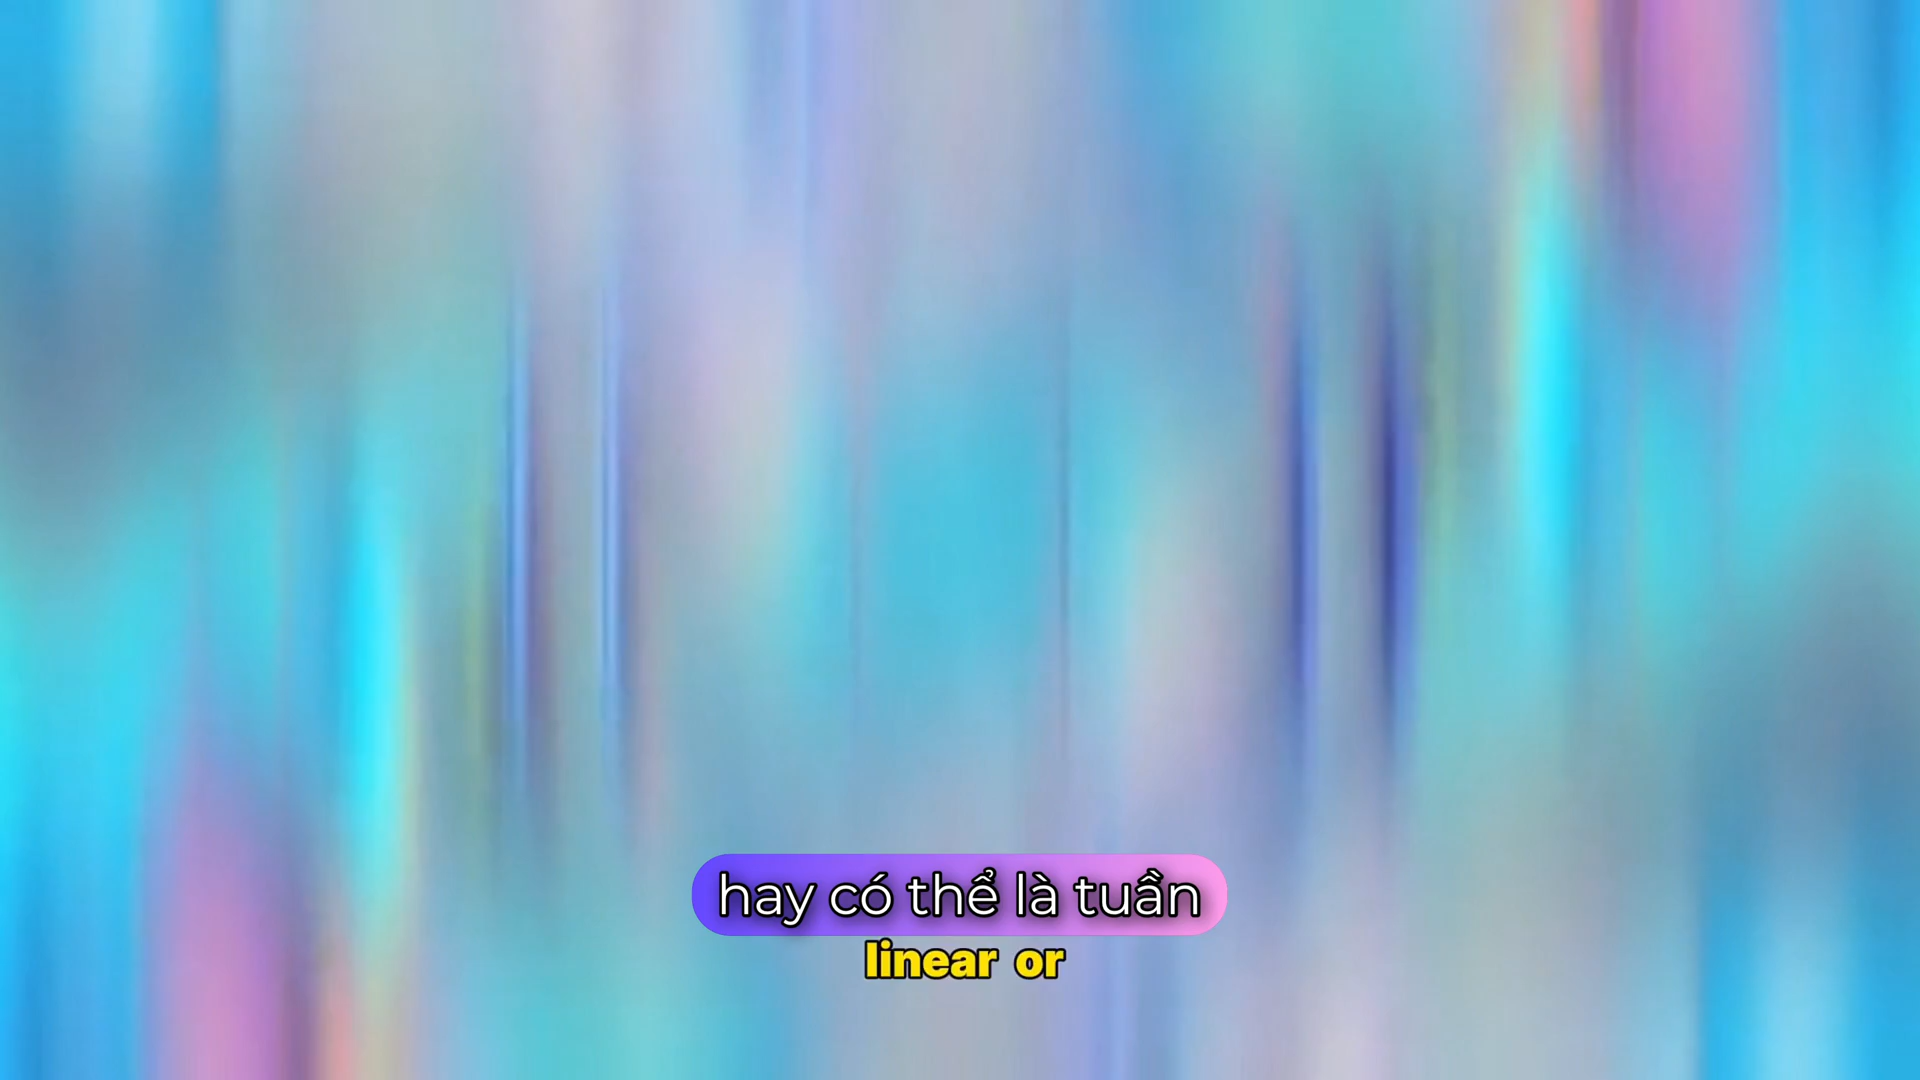 hay có thể là tuần
linear or